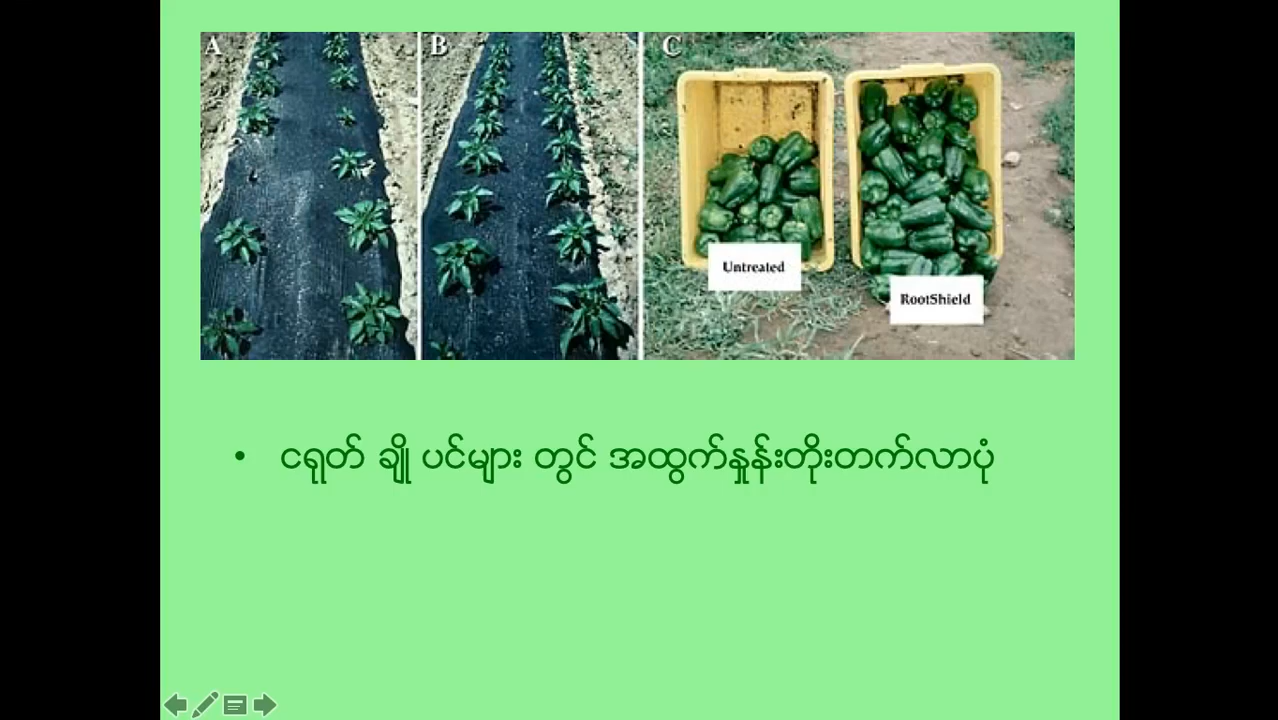 A
B
C
Untreated
RootShield
• ငရုတ် ချို ပင်များ တွင် အထွက်နှုန်းတိုးတက်လာပုံ